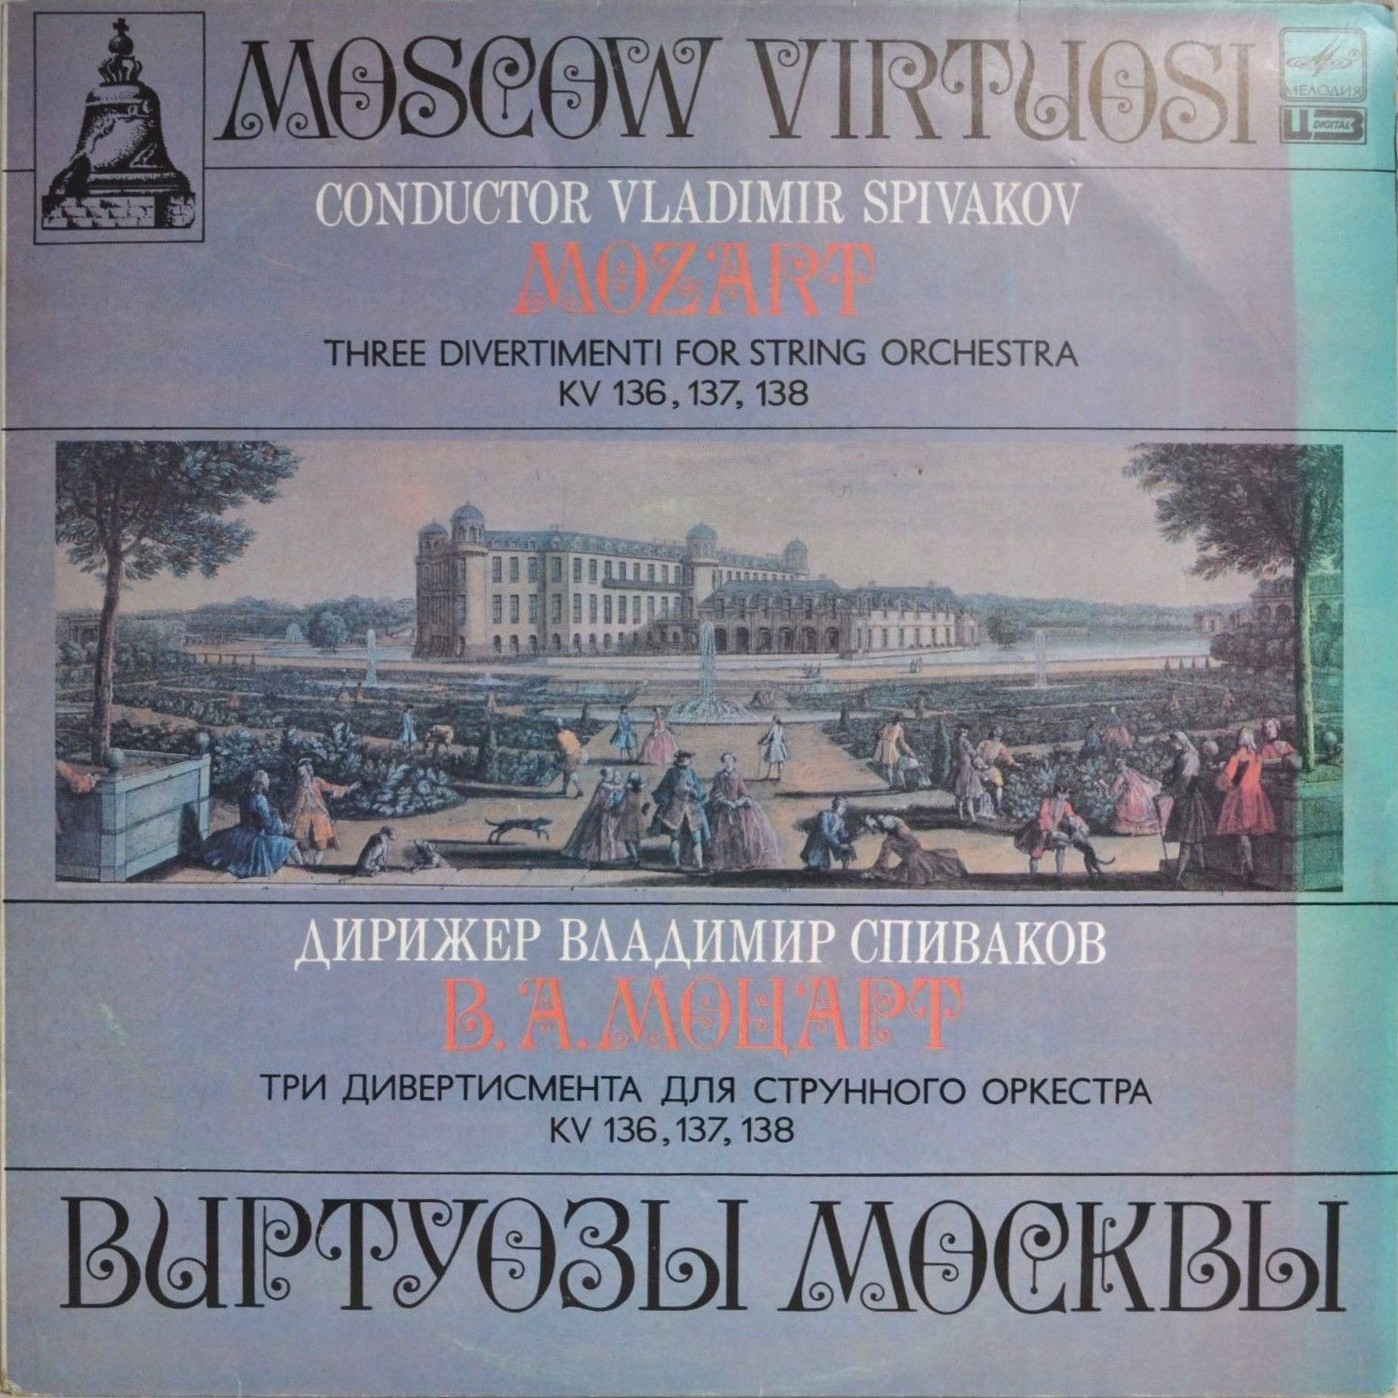 MOSCOW VIRTUOSI
МЕЛОДИЯ
ЦЗ DIGITAL
CONDUCTOR VLADIMIR SPIVAKOV
MOZART
THREE DIVERTIMENTI FOR STRING ORCHESTRA
KV 136, 137, 138
ДИРИЖЕР ВЛАДИМИР СПИВАКОВ
В. А. МОЦАРТ
ТРИ ДИВЕРТИСМЕНТА ДЛЯ СТРУННОГО ОРКЕСТРА
KV 136, 137, 138
ВИРТУОЗЫ МОСКВЫ